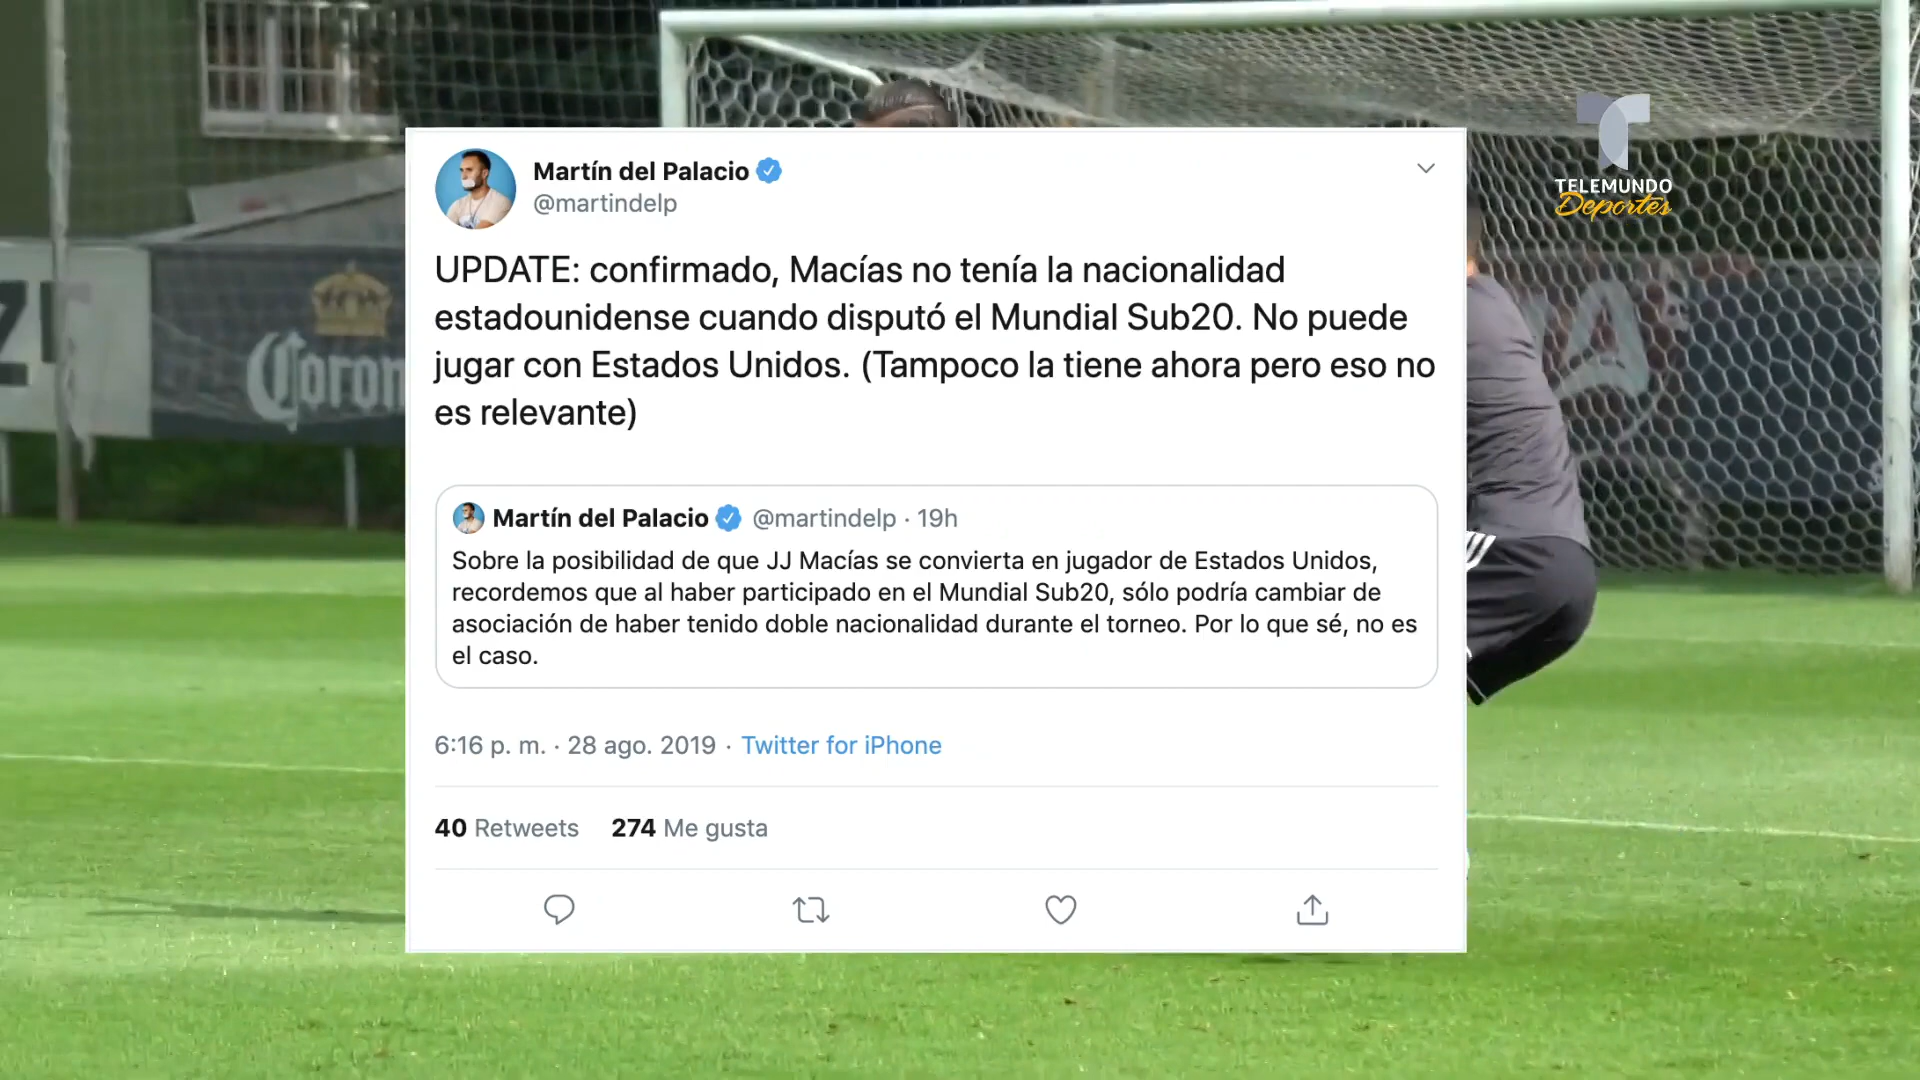 Martín del Palacio
@martindelp
UPDATE: confirmado, Macías no tenía la nacionalidad
estadounidense cuando disputó el Mundial Sub20. No puede
jugar con Estados Unidos. (Tampoco la tiene ahora pero eso no
es relevante)
Martín del Palacio @martindelp · 19h
Sobre la posibilidad de que JJ Macías se convierta en jugador de Estados Unidos,
recordemos que al haber participado en el Mundial Sub20, sólo podría cambiar de
asociación de haber tenido doble nacionalidad durante el torneo. Por lo que sé, no es
el caso.
6:16 p. m. · 28 ago. 2019 · Twitter for iPhone
40 Retweets 274 Me gusta
TELEMUNDO
Deportes